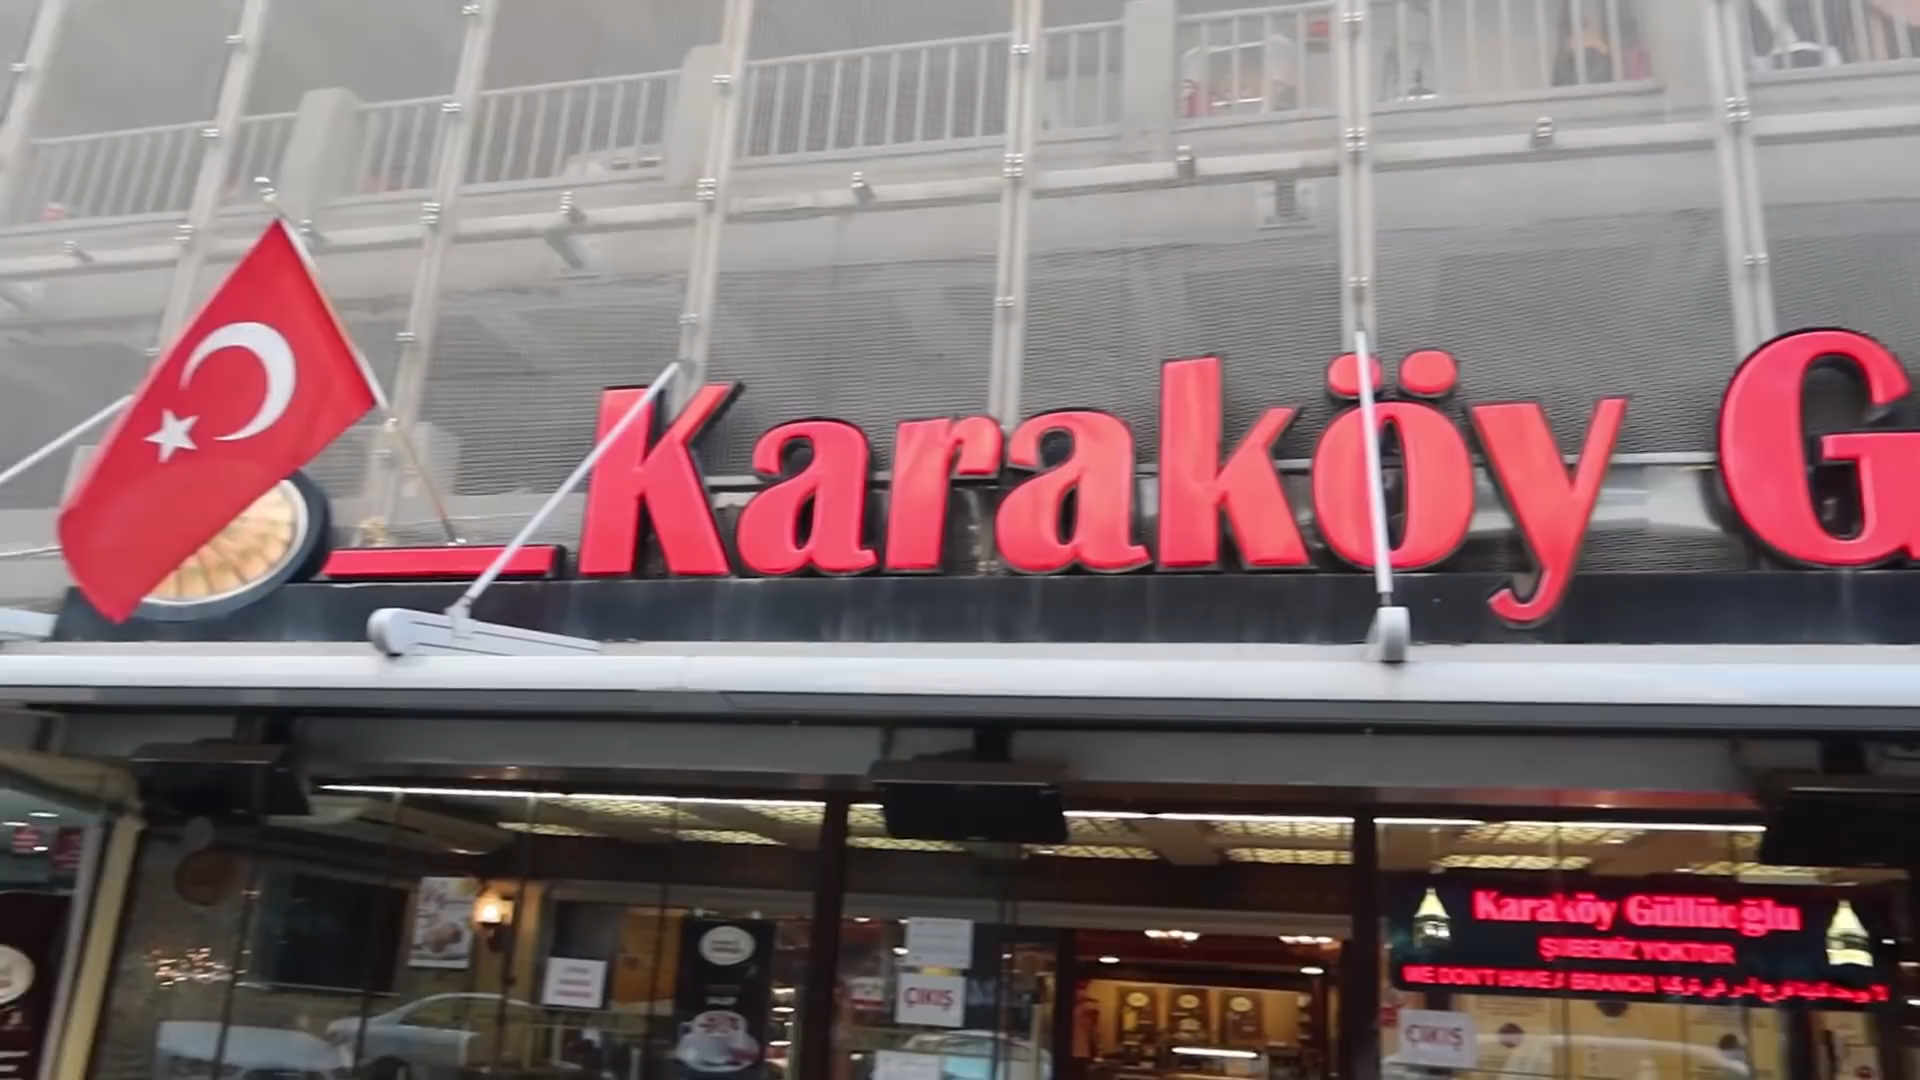 Karaköy G
Karaköy Güllüoğlu
ŞUBEMİZ YOKTUR
WE DON'T HAVE A BRANCH
ÇIKIŞ
ÇIKIŞ